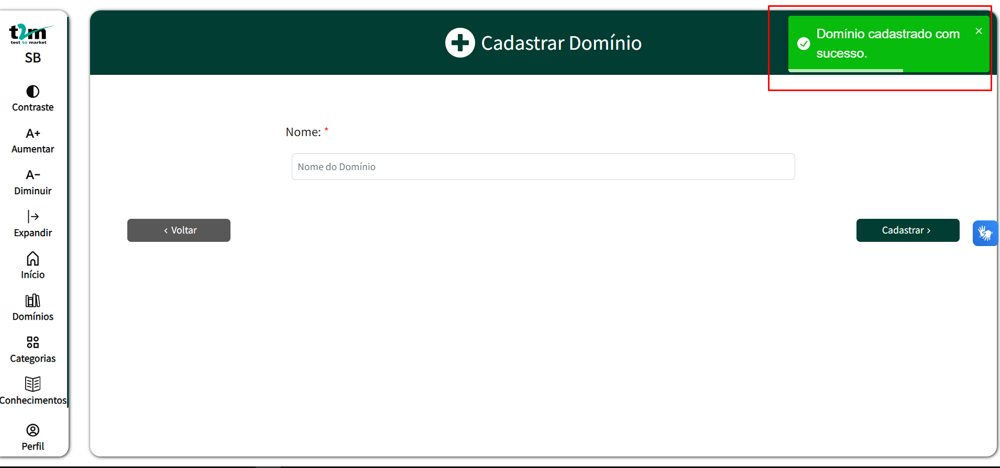 t2m
test to market
SB
Contraste
A+
Aumentar
A-
Diminuir
Expandir
Início
Domínios
Categorias
Conhecimentos
Perfil
Cadastrar Domínio
Domínio cadastrado com
sucesso.
Nome: *
Nome do Domínio
‹ Voltar
Cadastrar ›